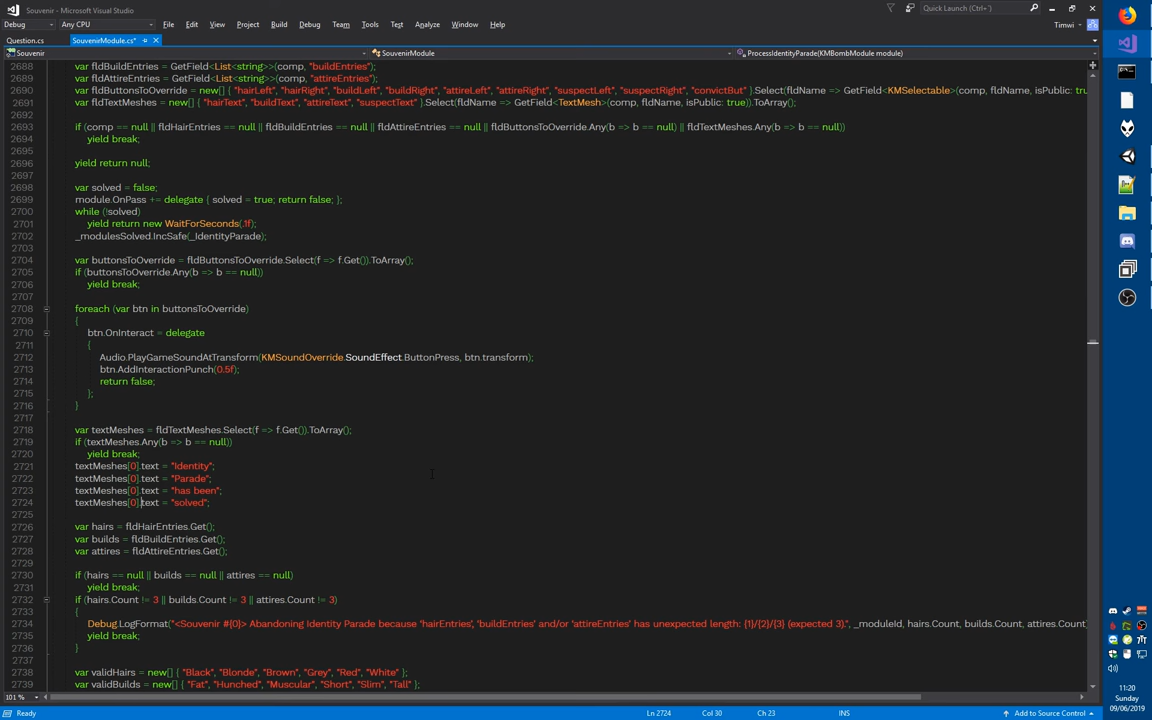 Souvenir - Microsoft Visual Studio
Quick Launch (Ctrl+')
File Edit View Project Build Debug Team Tools Test Analyze Window Help
Timwi
Debug Any CPU
Question.cs SouvenirModule.cs*
Souvenir SouvenirModule ProcessIdentityParade(KMBombModule module)
2688 var fldBuildEntries = GetField<List<string>>(comp, "buildEntries");
2689 var fldAttireEntries = GetField<List<string>>(comp, "attireEntries");
2690 var fldButtonsToOverride = new[] { "hairLeft", "hairRight", "buildLeft", "buildRight", "attireLeft", "attireRight", "suspectLeft", "suspectRight", "convictBut" }.Select(fldName => GetField<KMSelectable>(comp, fldName, isPublic: tru
2691 var fldTextMeshes = new[] { "hairText", "buildText", "attireText", "suspectText" }.Select(fldName => GetField<TextMesh>(comp, fldName, isPublic: true)).ToArray();
2692
2693 if (comp == null || fldHairEntries == null || fldBuildEntries == null || fldAttireEntries == null || fldButtonsToOverride.Any(b => b == null) || fldTextMeshes.Any(b => b == null))
2694 yield break;
2695
2696 yield return null;
2697
2698 var solved = false;
2699 module.OnPass += delegate { solved = true; return false; };
2700 while (!solved)
2701 yield return new WaitForSeconds(.1f);
2702 _modulesSolved.IncSafe(_IdentityParade);
2703
2704 var buttonsToOverride = fldButtonsToOverride.Select(f => f.Get()).ToArray();
2705 if (buttonsToOverride.Any(b => b == null))
2706 yield break;
2707
2708 foreach (var btn in buttonsToOverride)
2709 {
2710 btn.OnInteract = delegate
2711 {
2712 Audio.PlayGameSoundAtTransform(KMSoundOverride.SoundEffect.ButtonPress, btn.transform);
2713 btn.AddInteractionPunch(0.5f);
2714 return false;
2715 };
2716 }
2717
2718 var textMeshes = fldTextMeshes.Select(f => f.Get()).ToArray();
2719 if (textMeshes.Any(b => b == null))
2720 yield break;
2721 textMeshes[0].text = "Identity";
2722 textMeshes[0].text = "Parade";
2723 textMeshes[0].text = "has been";
2724 textMeshes[0].text = "solved";
2725
2726 var hairs = fldHairEntries.Get();
2727 var builds = fldBuildEntries.Get();
2728 var attires = fldAttireEntries.Get();
2729
2730 if (hairs == null || builds == null || attires == null)
2731 yield break;
2732 if (hairs.Count != 3 || builds.Count != 3 || attires.Count != 3)
2733 {
2734 Debug.LogFormat("<Souvenir #{0}> Abandoning Identity Parade because 'hairEntries', 'buildEntries' and/or 'attireEntries' has unexpected length: {1}/{2}/{3} (expected 3).", _moduleId, hairs.Count, builds.Count, attires.Count)
2735 yield break;
2736 }
2737
2738 var validHairs = new[] { "Black", "Blonde", "Brown", "Grey", "Red", "White" };
2739 var validBuilds = new[] { "Fat", "Hunched", "Muscular", "Short", "Slim", "Tall" };
101 %
Ready Ln 2724 Col 30 Ch 23 INS Add to Source Control
11:20
Sunday
09/06/2019